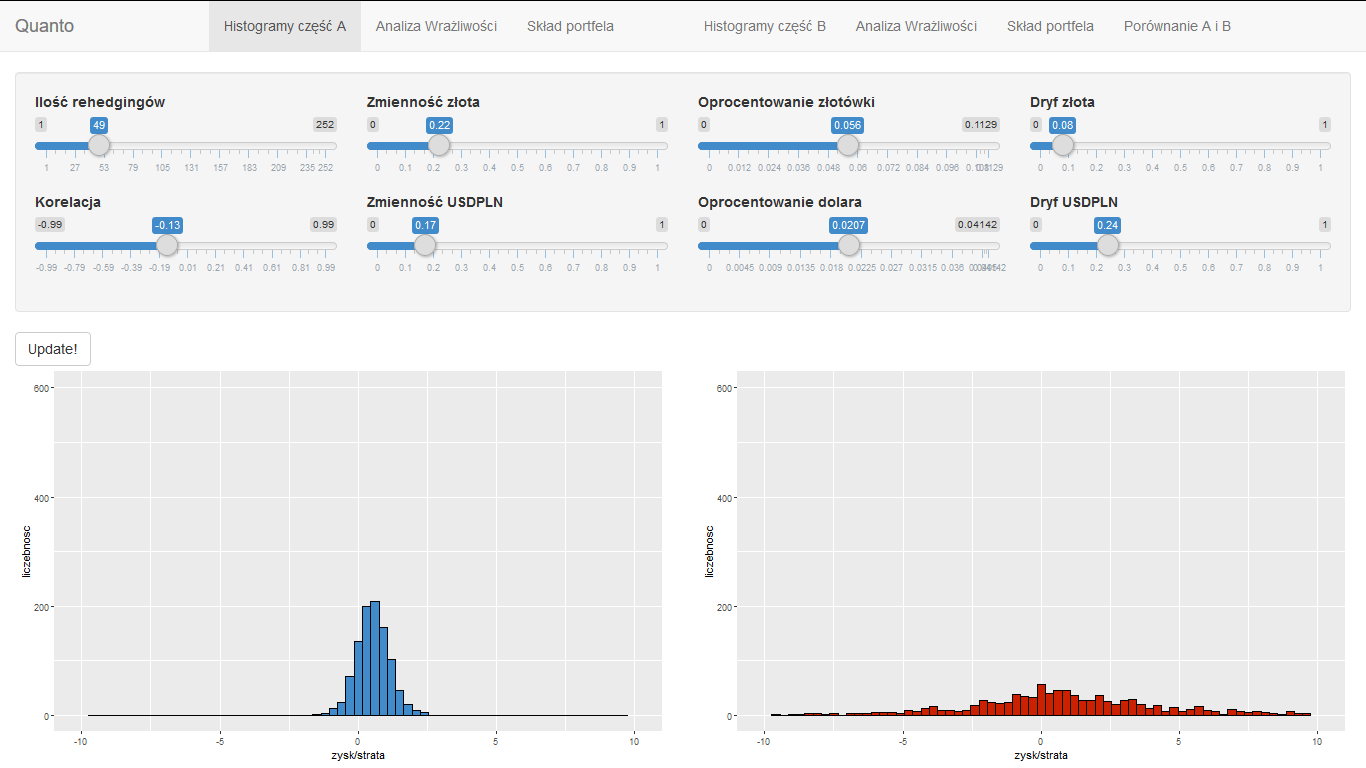 Quanto Histogramy część A Analiza Wrażliwości Skład portfela Histogramy część B Analiza Wrażliwości Skład portfela Porównanie A i B
Ilość rehedgingów Zmienność złota Oprocentowanie złotówki Dryf złota
1 49 252 0 0.22 1 0 0.056 0.1129 0 0.08 1
1 27 53 79 105 131 157 183 209 235 252 0 0.1 0.2 0.3 0.4 0.5 0.6 0.7 0.8 0.9 1 0 0.012 0.024 0.036 0.048 0.06 0.072 0.084 0.096 0.108 0.1129 0 0.1 0.2 0.3 0.4 0.5 0.6 0.7 0.8 0.9 1
Korelacja Zmienność USDPLN Oprocentowanie dolara Dryf USDPLN
-0.99 -0.13 0.99 0 0.17 1 0 0.0207 0.04142 0 0.24 1
-0.99 -0.79 -0.59 -0.39 -0.19 0.01 0.21 0.41 0.61 0.81 0.99 0 0.1 0.2 0.3 0.4 0.5 0.6 0.7 0.8 0.9 1 0 0.0045 0.009 0.0135 0.018 0.0225 0.027 0.0315 0.036 0 0.1 0.2 0.3 0.4 0.5 0.6 0.7 0.8 0.9 1
Update!
600
400
200
0
liczebnosc
-10 -5 0 5 10
zysk/strata
600
400
200
0
liczebnosc
-10 -5 0 5 10
zysk/strata